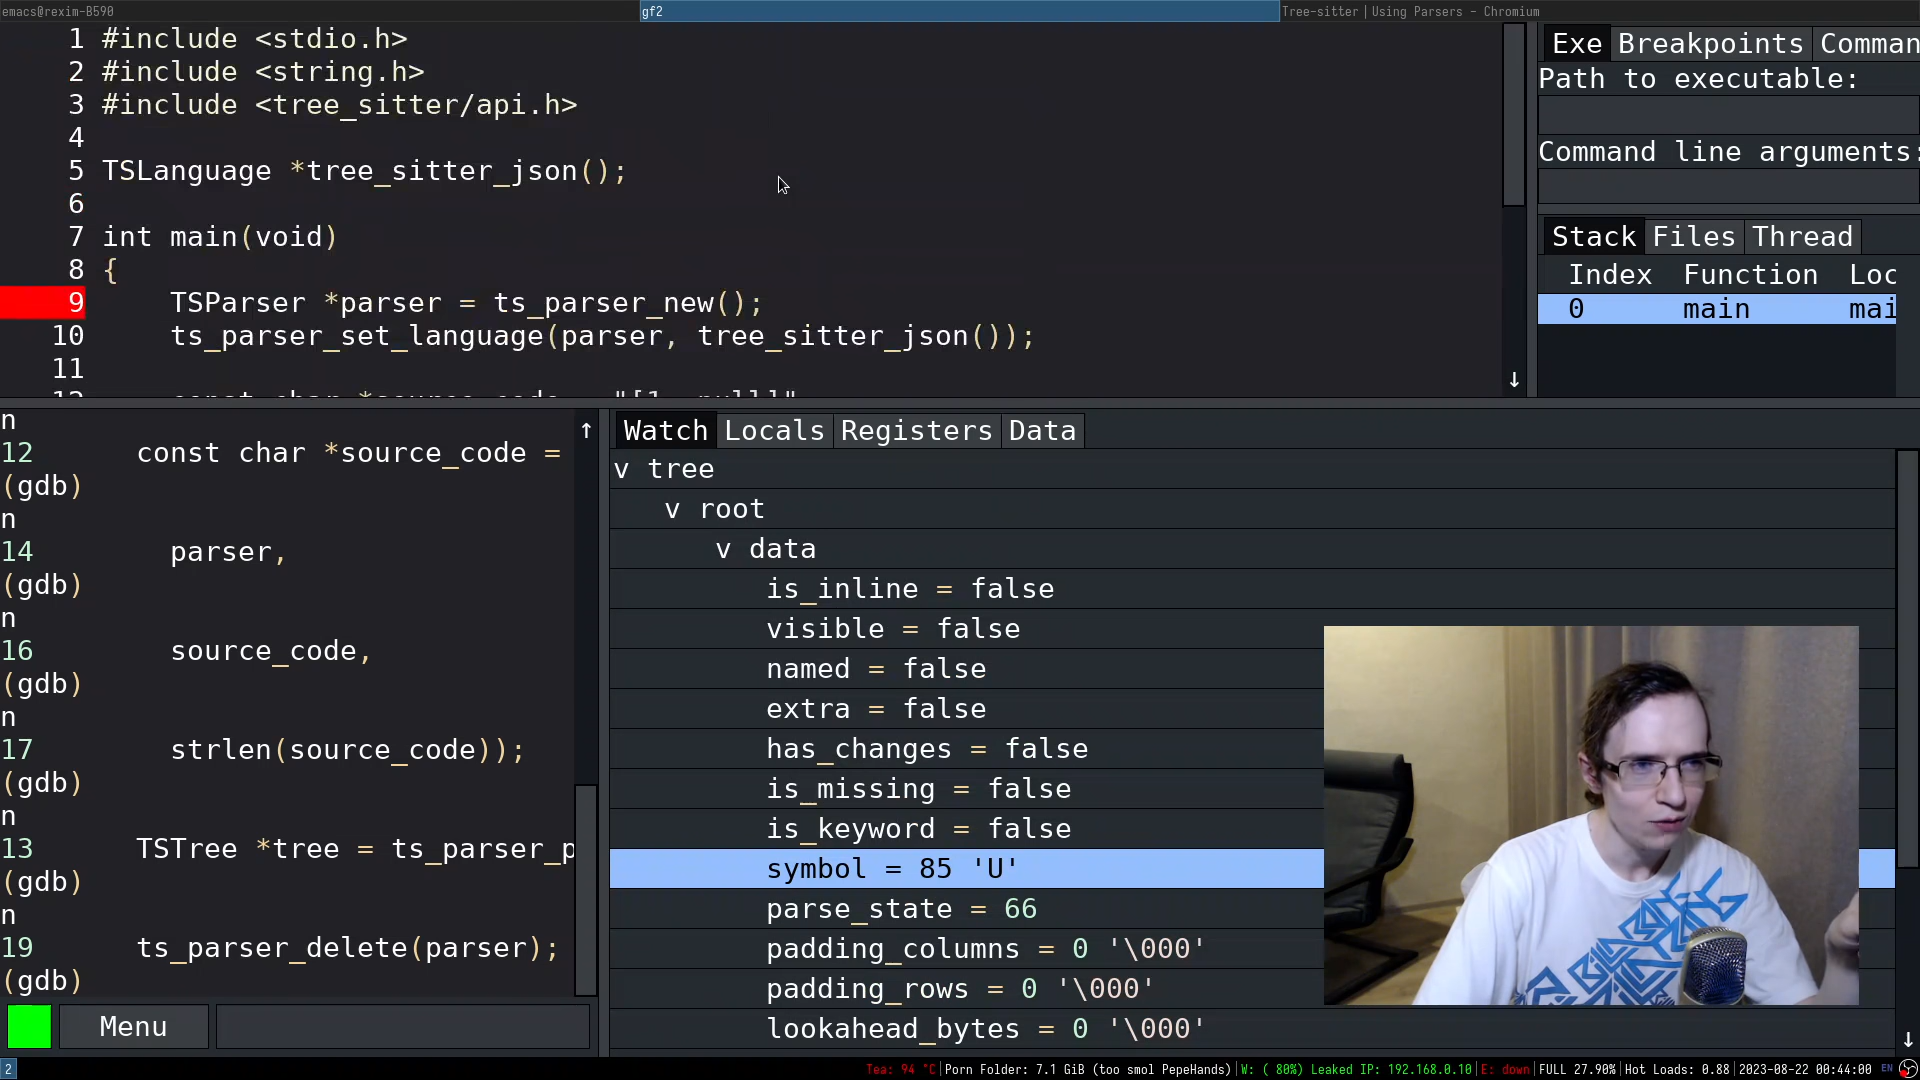 emacs@rexim-B590
gf2
Tree-sitter | Using Parsers - Chromium
1 #include <stdio.h>
2 #include <string.h>
3 #include <tree_sitter/api.h>
4
5 TSLanguage *tree_sitter_json();
6
7 int main(void)
8 {
9 TSParser *parser = ts_parser_new();
10 ts_parser_set_language(parser, tree_sitter_json());
11
Exe Breakpoints Comman
Path to executable:
Command line arguments:
Stack Files Thread
Index Function Loc
0 main mai
n
12 const char *source_code =
(gdb)
n
14 parser,
(gdb)
n
16 source_code,
(gdb)
n
17 strlen(source_code));
(gdb)
n
13 TSTree *tree = ts_parser_p
(gdb)
n
19 ts_parser_delete(parser);
(gdb)
Menu
Watch Locals Registers Data
v tree
v root
v data
is_inline = false
visible = false
named = false
extra = false
has_changes = false
is_missing = false
is_keyword = false
symbol = 85 'U'
parse_state = 66
padding_columns = 0 '\000'
padding_rows = 0 '\000'
lookahead_bytes = 0 '\000'
2
Tea: 94 °C|Porn Folder: 7.1 GiB (too smol PepeHands)|W: ( 80%) Leaked IP: 192.168.0.10|E: down|FULL 27.90%|Hot Loads: 0.88|2023-08-22 00:44:00 EN